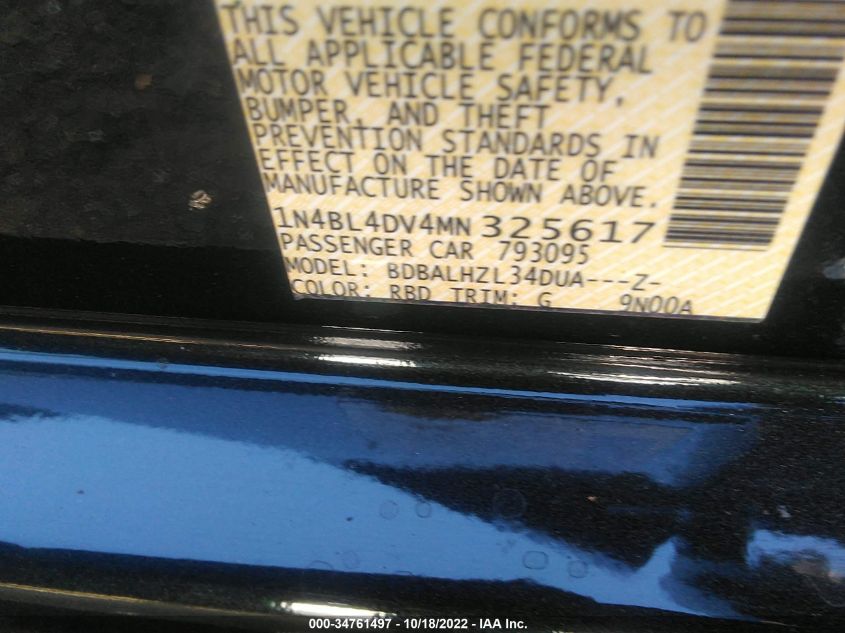 THIS VEHICLE CONFORMS TO
ALL APPLICABLE FEDERAL
MOTOR VEHICLE SAFETY,
BUMPER, AND THEFT
PREVENTION STANDARDS IN
EFFECT ON THE DATE OF
MANUFACTURE SHOWN ABOVE.
1N4BL4DV4MN325617
PASSENGER CAR 793095
MODEL: BDBALHZL34DUA---Z-
COLOR: RBD TRIM: G 9N00A
000-34761497 - 10/18/2022 - IAA Inc.